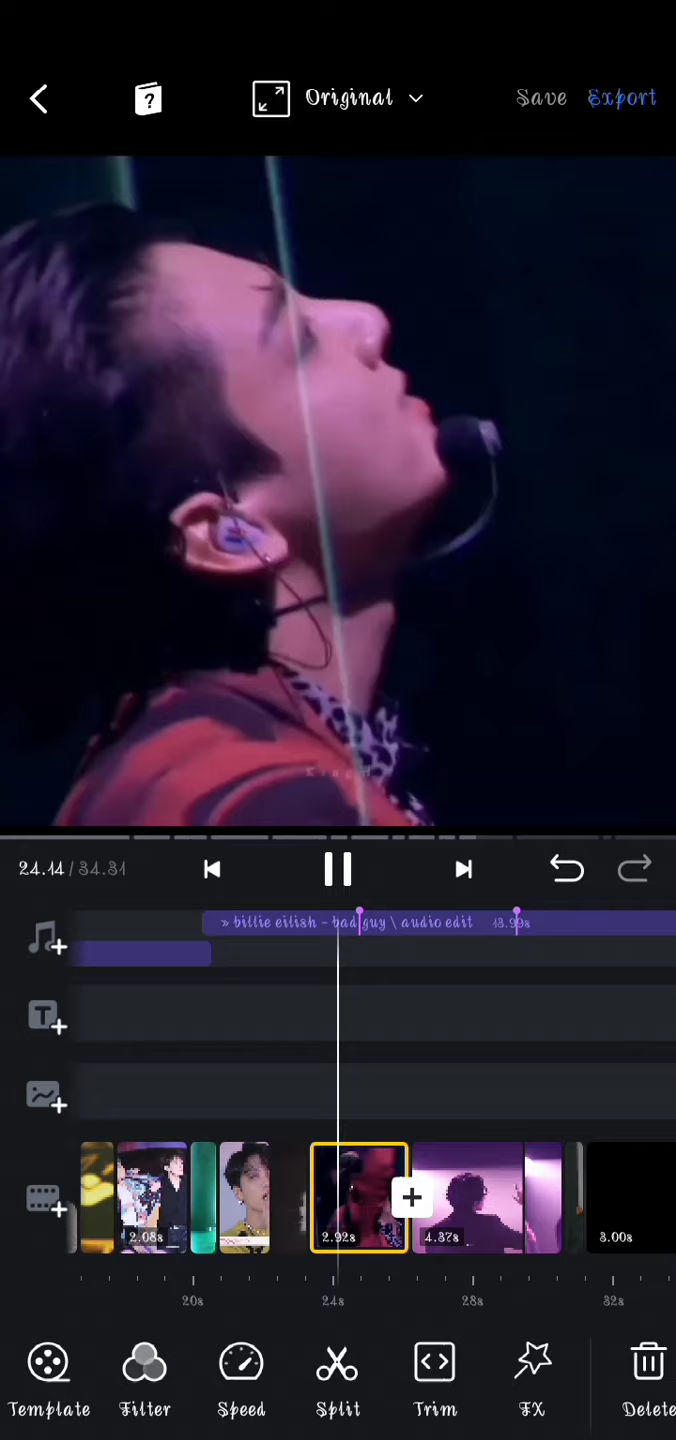 Original
Save
Export
24.14 / 34.31
» billie eilish - bad guy \ audio edit 13.99s
2.08s
2.92s
4.37s
3.00s
20s
24s
28s
32s
Template
Filter
Speed
Split
Trim
FX
Delete